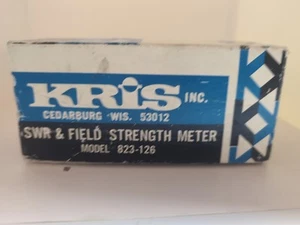 KRIS INC.
CEDARBURG WIS. 53012
SWR & FIELD STRENGTH METER
MODEL 823-126